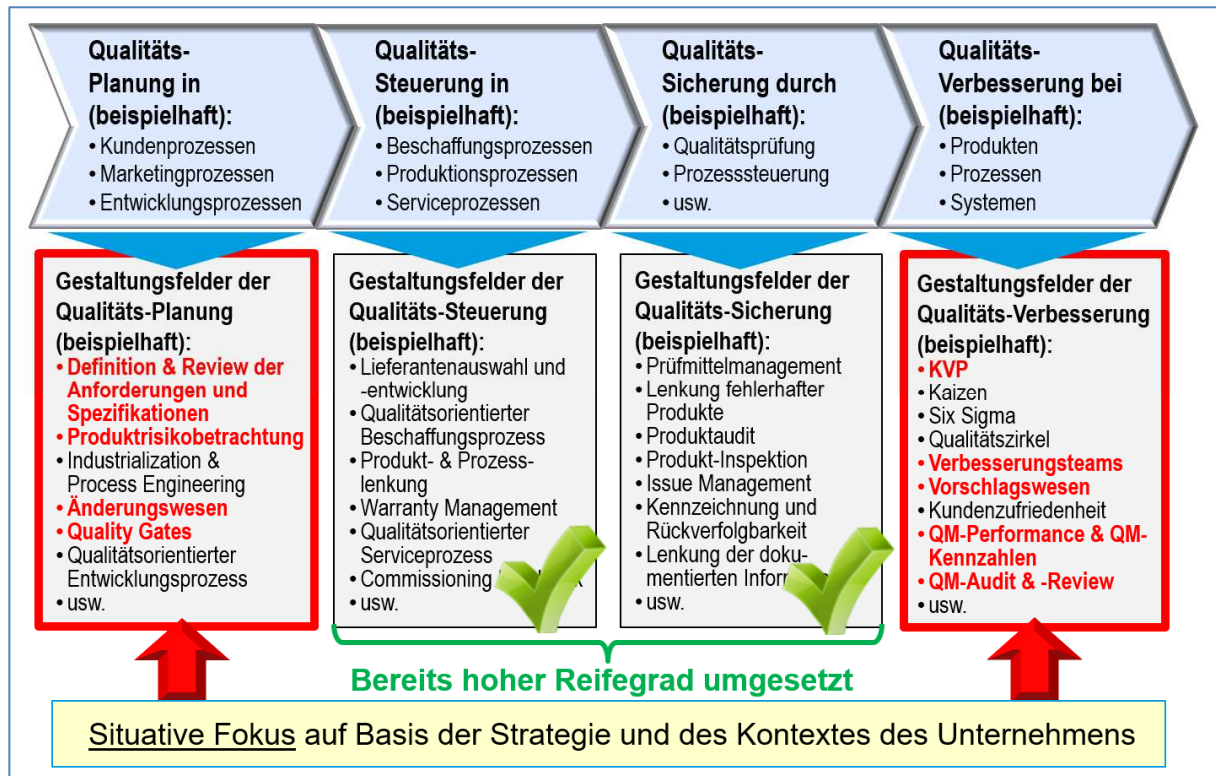 Qualitäts-
Planung in
(beispielhaft):
• Kundenprozessen
• Marketingprozessen
• Entwicklungsprozessen
Qualitäts-
Steuerung in
(beispielhaft):
• Beschaffungsprozessen
• Produktionsprozessen
• Serviceprozessen
Qualitäts-
Sicherung durch
(beispielhaft):
• Qualitätsprüfung
• Prozesssteuerung
• usw.
Qualitäts-
Verbesserung bei
(beispielhaft):
• Produkten
• Prozessen
• Systemen
Gestaltungsfelder der
Qualitäts-Planung
(beispielhaft):
• Definition & Review der
Anforderungen und
Spezifikationen
• Produktrisikobetrachtung
• Industrialization &
Process Engineering
• Änderungswesen
• Quality Gates
• Qualitätsorientierter
Entwicklungsprozess
• usw.
Gestaltungsfelder der
Qualitäts-Steuerung
(beispielhaft):
• Lieferantenauswahl und
-entwicklung
• Qualitätsorientierter
Beschaffungsprozess
• Produkt- & Prozess-
lenkung
• Warranty Management
• Qualitätsorientierter
Serviceprozess
• Commissioning
• usw.
Gestaltungsfelder der
Qualitäts-Sicherung
(beispielhaft):
• Prüfmittelmanagement
• Lenkung fehlerhafter
Produkte
• Produktaudit
• Produkt-Inspektion
• Issue Management
• Kennzeichnung und
Rückverfolgbarkeit
• Lenkung der doku-
mentierten
• usw.
Gestaltungsfelder der
Qualitäts-Verbesserung
(beispielhaft):
• KVP
• Kaizen
• Six Sigma
• Qualitätszirkel
• Verbesserungsteams
• Vorschlagswesen
• Kundenzufriedenheit
• QM-Performance & QM-
Kennzahlen
• QM-Audit & -Review
• usw.
Bereits hoher Reifegrad umgesetzt
Situative Fokus auf Basis der Strategie und des Kontextes des Unternehmens